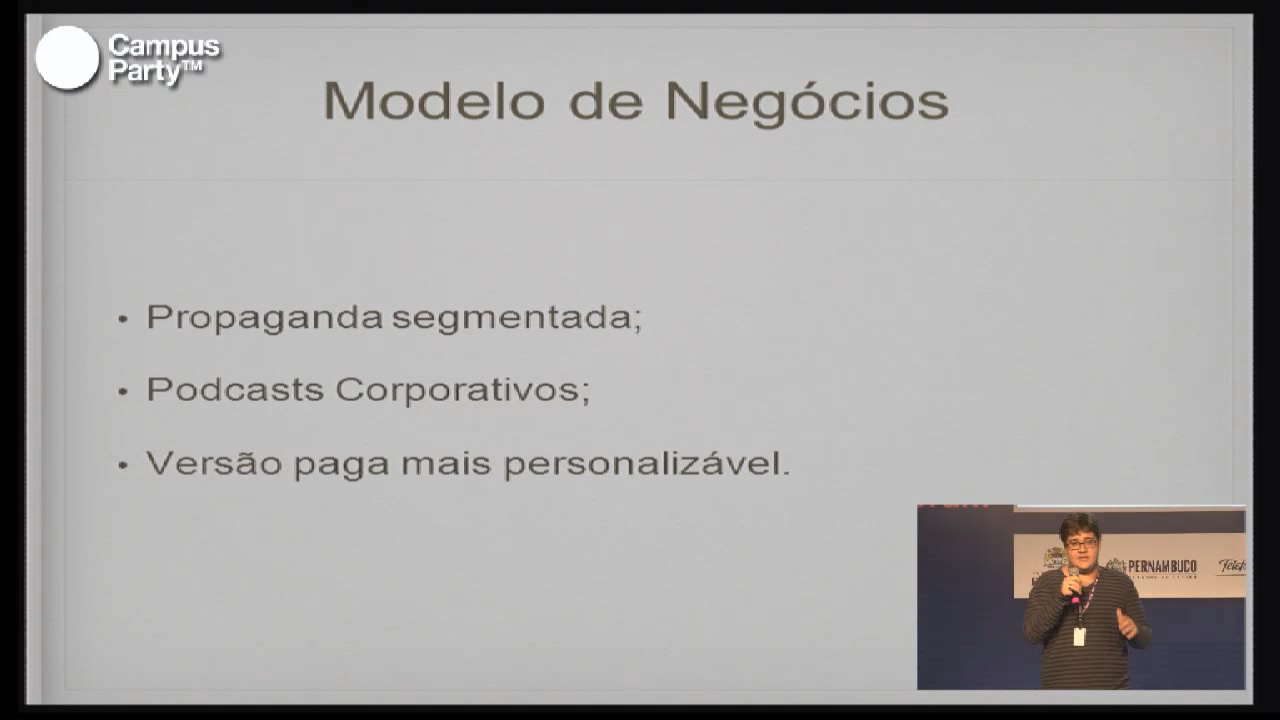 Campus
Party™
Modelo de Negócios
• Propaganda segmentada;
• Podcasts Corporativos;
• Versão paga mais personalizável.
PERNAMBUCO